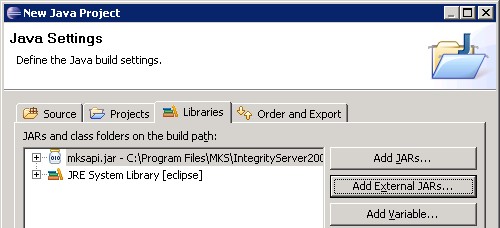 New Java Project
Java Settings
Define the Java build settings.
Source Projects Libraries Order and Export
JARs and class folders on the build path:
mksapi.jar - C:\Program Files\MKS\IntegrityServer200
JRE System Library [eclipse]
Add JARs...
Add External JARs...
Add Variable...